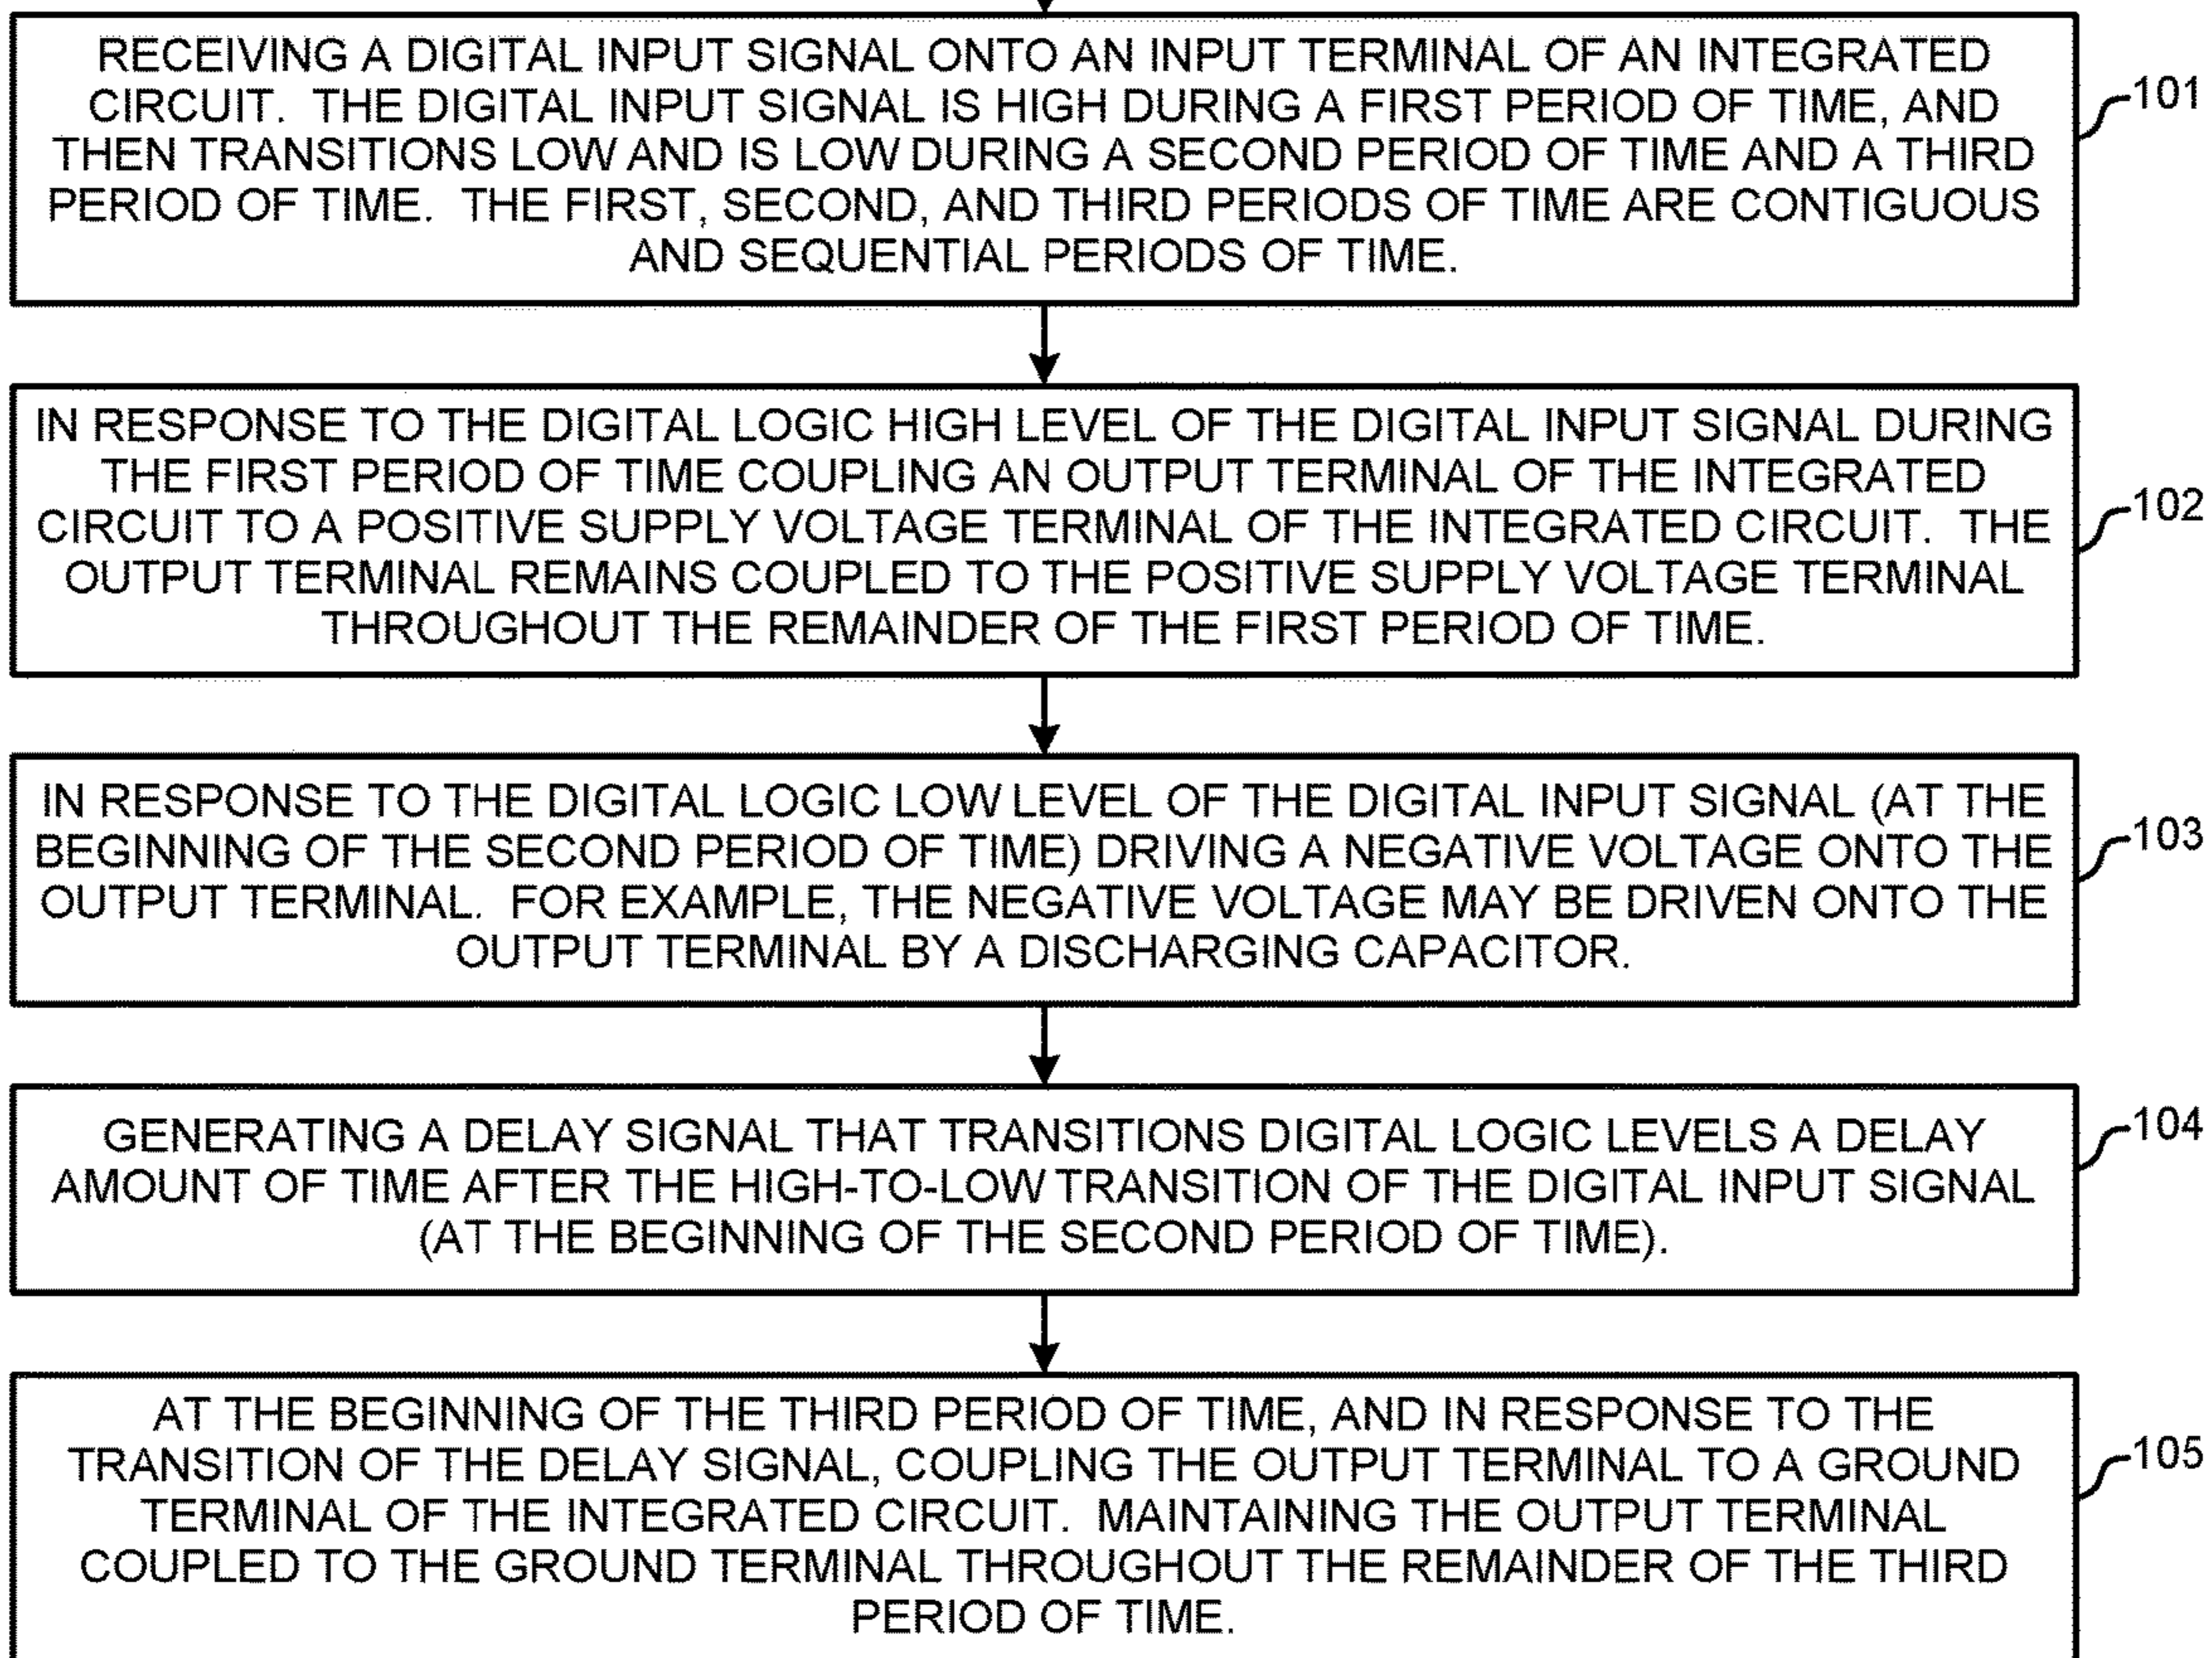 RECEIVING A DIGITAL INPUT SIGNAL ONTO AN INPUT TERMINAL OF AN INTEGRATED
CIRCUIT. THE DIGITAL INPUT SIGNAL IS HIGH DURING A FIRST PERIOD OF TIME, AND
THEN TRANSITIONS LOW AND IS LOW DURING A SECOND PERIOD OF TIME AND A THIRD
PERIOD OF TIME. THE FIRST, SECOND, AND THIRD PERIODS OF TIME ARE CONTIGUOUS
AND SEQUENTIAL PERIODS OF TIME.
101
IN RESPONSE TO THE DIGITAL LOGIC HIGH LEVEL OF THE DIGITAL INPUT SIGNAL DURING
THE FIRST PERIOD OF TIME COUPLING AN OUTPUT TERMINAL OF THE INTEGRATED
CIRCUIT TO A POSITIVE SUPPLY VOLTAGE TERMINAL OF THE INTEGRATED CIRCUIT. THE
OUTPUT TERMINAL REMAINS COUPLED TO THE POSITIVE SUPPLY VOLTAGE TERMINAL
THROUGHOUT THE REMAINDER OF THE FIRST PERIOD OF TIME.
102
IN RESPONSE TO THE DIGITAL LOGIC LOW LEVEL OF THE DIGITAL INPUT SIGNAL (AT THE
BEGINNING OF THE SECOND PERIOD OF TIME) DRIVING A NEGATIVE VOLTAGE ONTO THE
OUTPUT TERMINAL. FOR EXAMPLE, THE NEGATIVE VOLTAGE MAY BE DRIVEN ONTO THE
OUTPUT TERMINAL BY A DISCHARGING CAPACITOR.
103
GENERATING A DELAY SIGNAL THAT TRANSITIONS DIGITAL LOGIC LEVELS A DELAY
AMOUNT OF TIME AFTER THE HIGH-TO-LOW TRANSITION OF THE DIGITAL INPUT SIGNAL
(AT THE BEGINNING OF THE SECOND PERIOD OF TIME).
104
AT THE BEGINNING OF THE THIRD PERIOD OF TIME, AND IN RESPONSE TO THE
TRANSITION OF THE DELAY SIGNAL, COUPLING THE OUTPUT TERMINAL TO A GROUND
TERMINAL OF THE INTEGRATED CIRCUIT. MAINTAINING THE OUTPUT TERMINAL
COUPLED TO THE GROUND TERMINAL THROUGHOUT THE REMAINDER OF THE THIRD
PERIOD OF TIME.
105